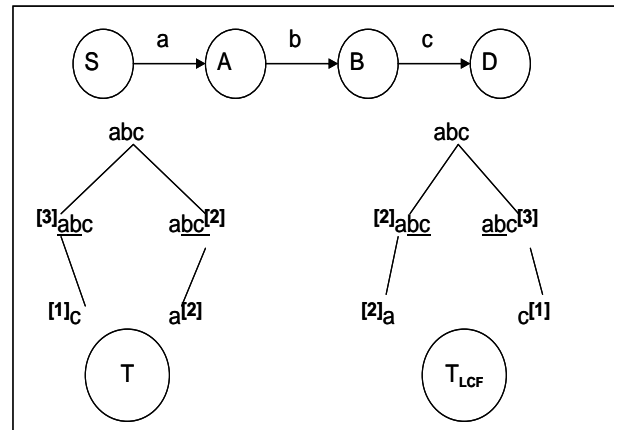 a b c
S A B D
abc abc
[3]abc abc[2] [2]abc abc[3]
[1]c a[2] [2]a c[1]
T TLCF